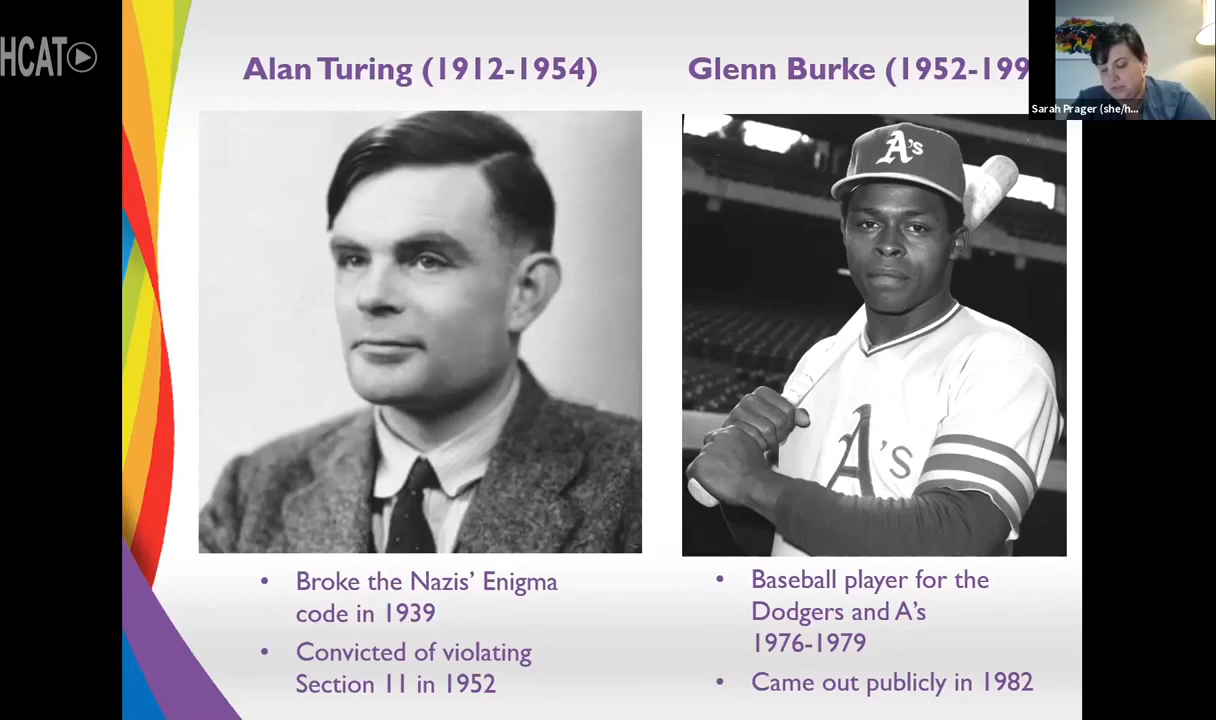 HCAT
Alan Turing (1912-1954)
Glenn Burke (1952-199
Sarah Prager (she/h...
A's
A's
• Broke the Nazis' Enigma
code in 1939
• Convicted of violating
Section 11 in 1952
• Baseball player for the
Dodgers and A's
1976-1979
• Came out publicly in 1982